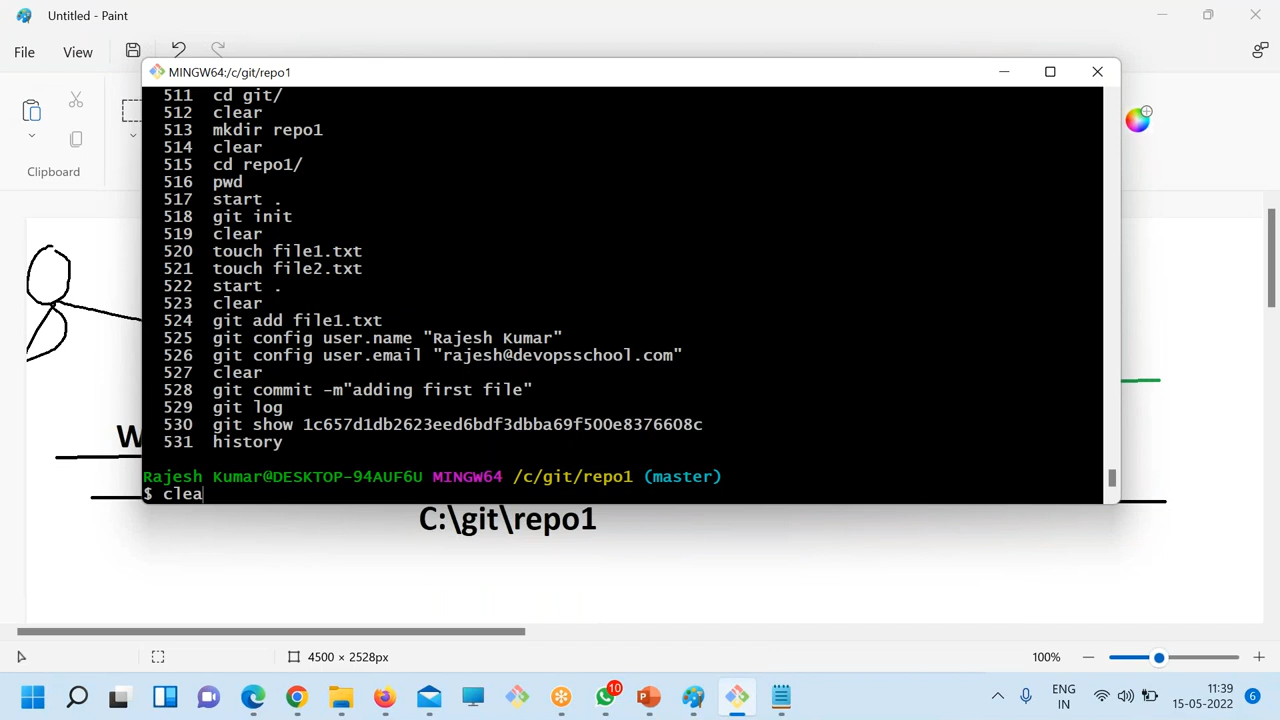 Untitled - Paint
File View
MINGW64:/c/git/repo1
511 cd git/
512 clear
513 mkdir repo1
514 clear
515 cd repo1/
516 pwd
517 start .
518 git init
519 clear
520 touch file1.txt
521 touch file2.txt
522 start .
523 clear
524 git add file1.txt
525 git config user.name "Rajesh Kumar"
526 git config user.email "rajesh@devopsschool.com"
527 clear
528 git commit -m"adding first file"
529 git log
530 git show 1c657d1db2623eed6bdf3dbba69f500e8376608c
531 history
Rajesh Kumar@DESKTOP-94AUF6U MINGW64 /c/git/repo1 (master)
$ clea
Clipboard
W
C:\git\repo1
4500 × 2528px
100%
10
ENG
IN
11:39
15-05-2022
6